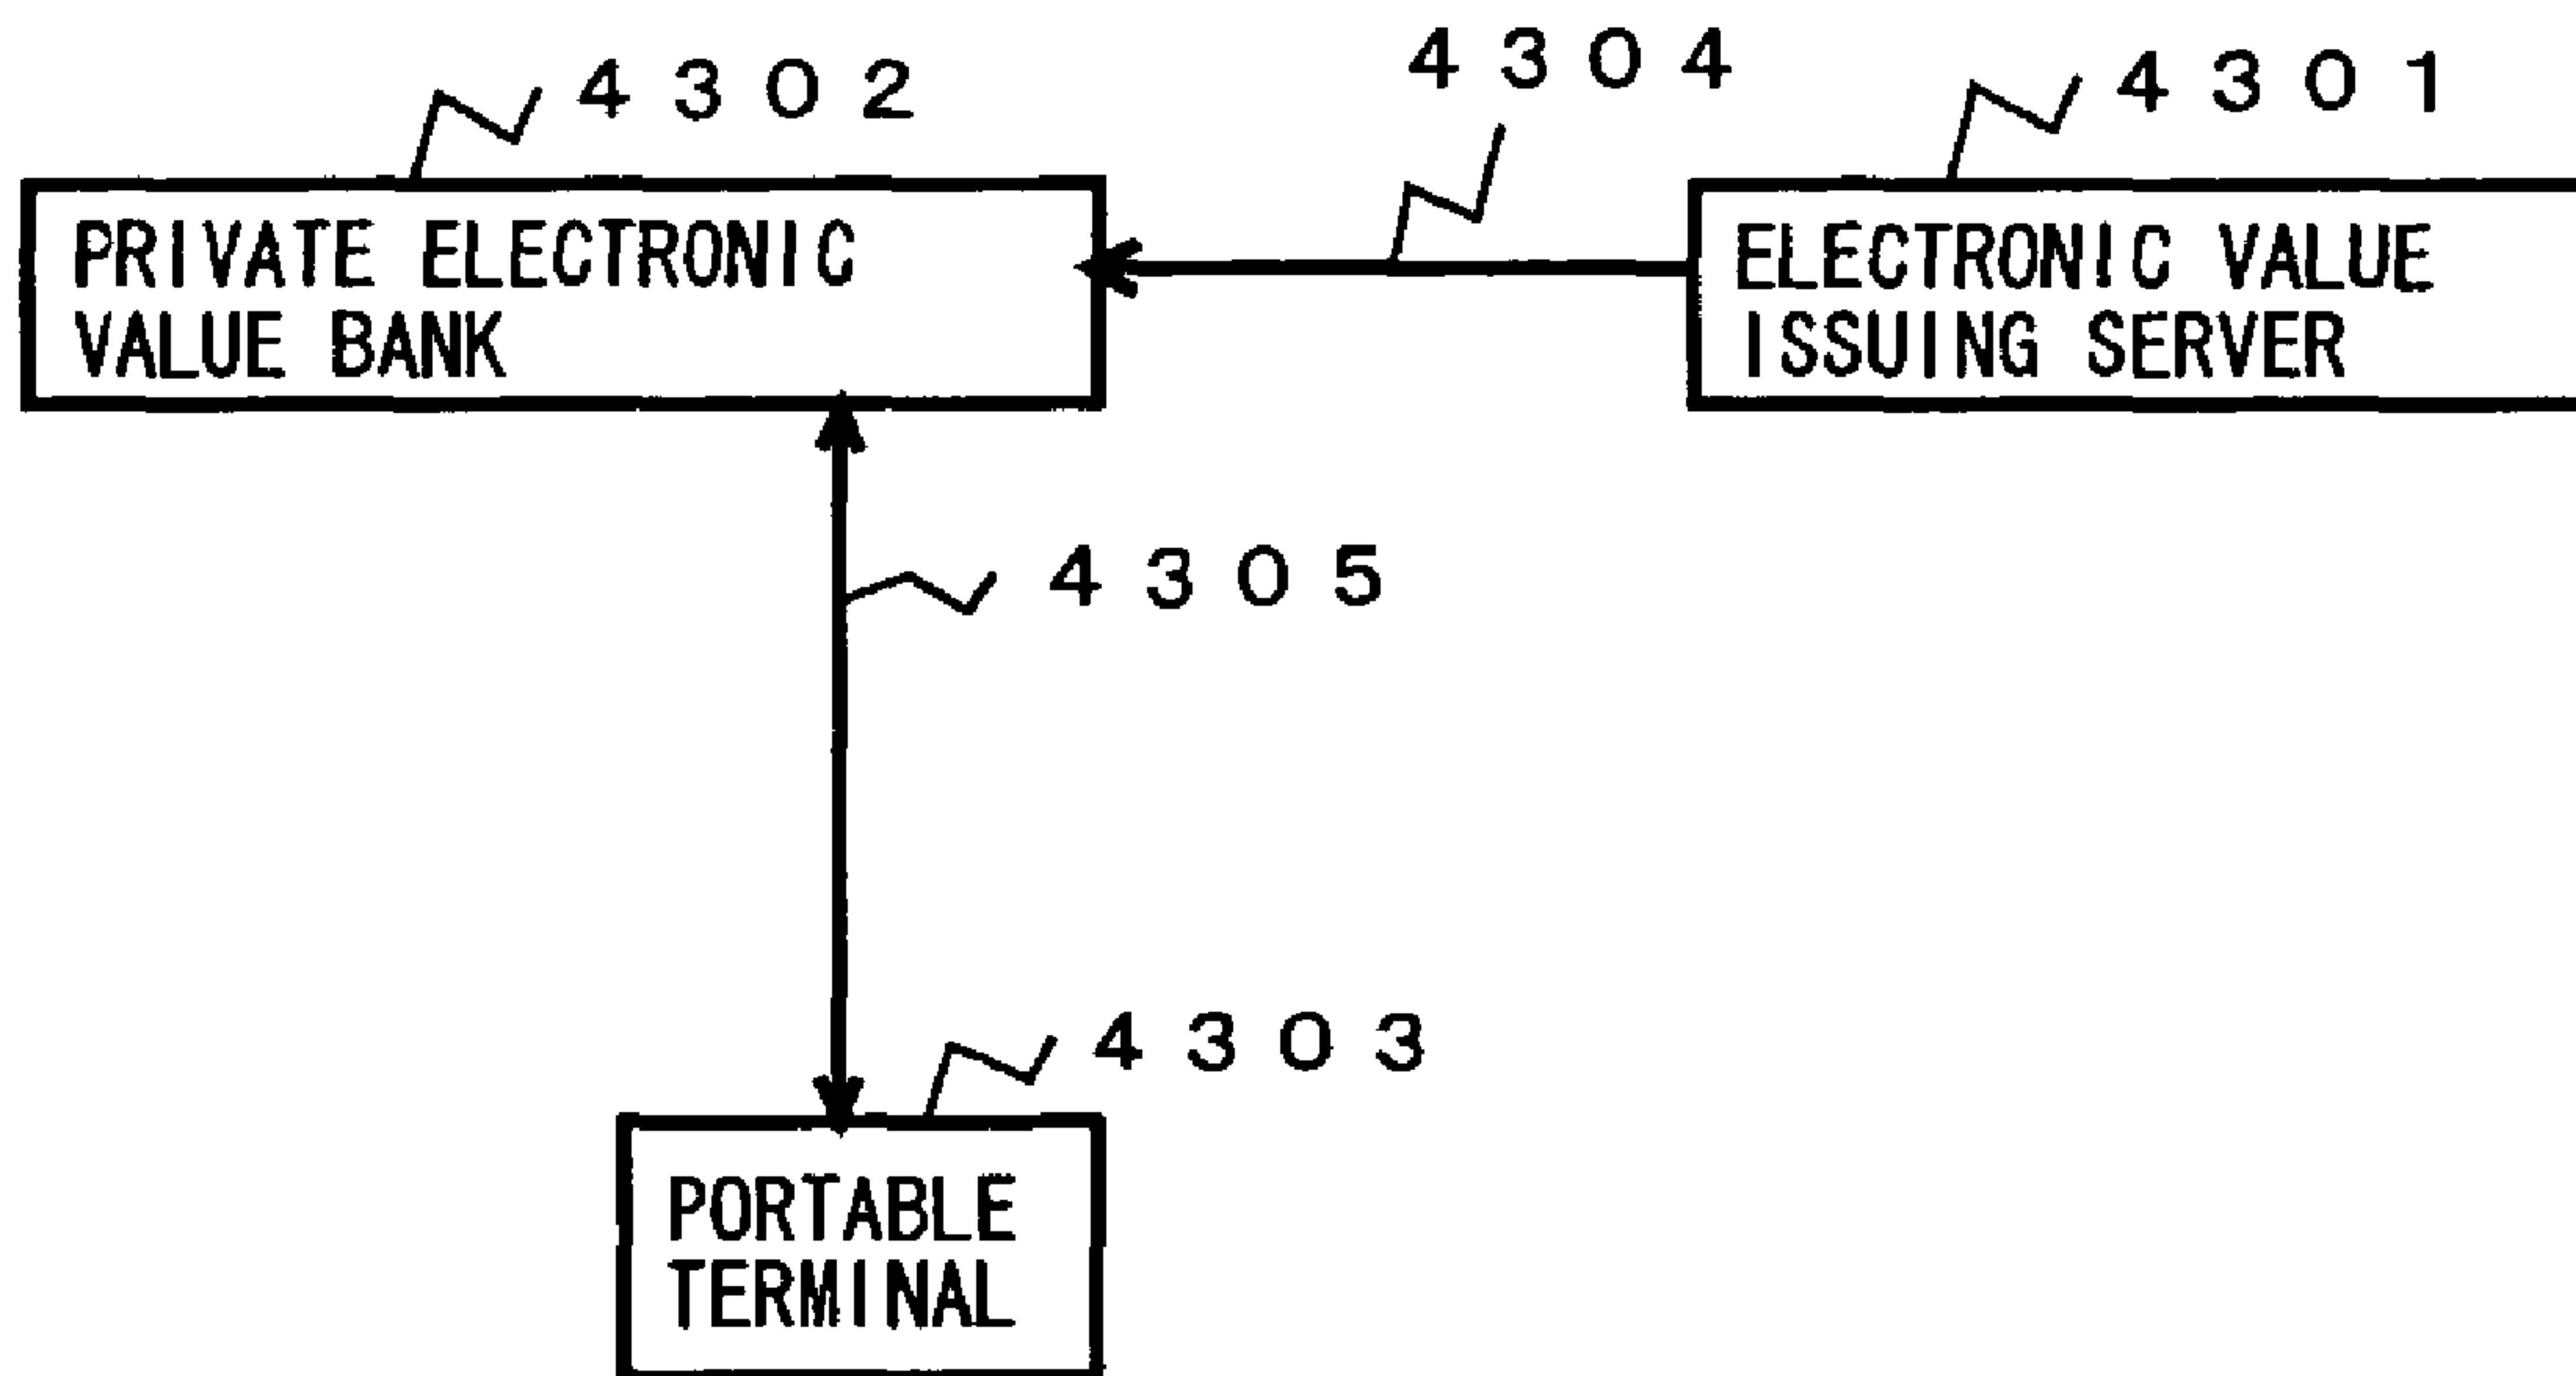 4302
4304
4301
PRIVATE ELECTRONIC
VALUE BANK
ELECTRONIC VALUE
ISSUING SERVER
4305
4303
PORTABLE
TERMINAL